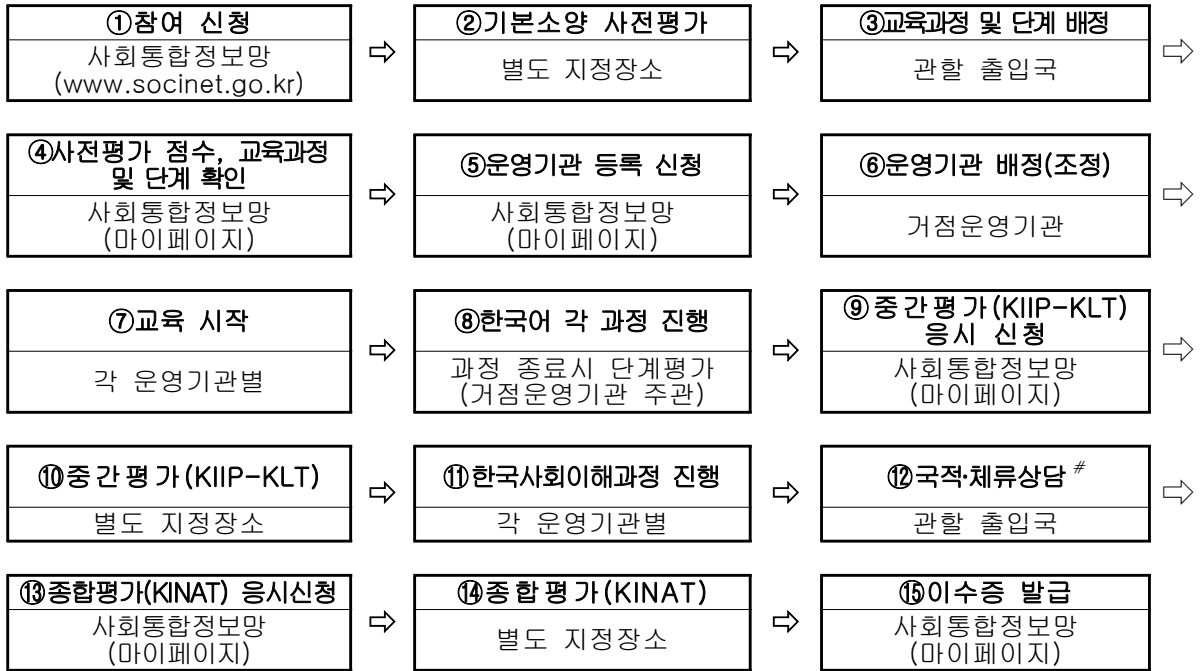 ①참여 신청
사회통합정보망
(www.socinet.go.kr)
⇨
②기본소양 사전평가
별도 지정장소
⇨
③교육과정 및 단계 배정
관할 출입국
⇨
④사전평가 점수, 교육과정
및 단계 확인
사회통합정보망
(마이페이지)
⇨
⑤운영기관 등록 신청
사회통합정보망
(마이페이지)
⇨
⑥운영기관 배정(조정)
거점운영기관
⇨
⑦교육 시작
각 운영기관별
⇨
⑧한국어 각 과정 진행
과정 종료시 단계평가
(거점운영기관 주관)
⇨
⑨중간평가(KIIP-KLT)
응시 신청
사회통합정보망
(마이페이지)
⇨
⑩중간평가(KIIP-KLT)
별도 지정장소
⇨
⑪한국사회이해과정 진행
각 운영기관별
⇨
⑫국적·체류상담 #
관할 출입국
⇨
⑬종합평가(KINAT) 응시신청
사회통합정보망
(마이페이지)
⇨
⑭종합평가(KINAT)
별도 지정장소
⇨
⑮이수증 발급
사회통합정보망
(마이페이지)